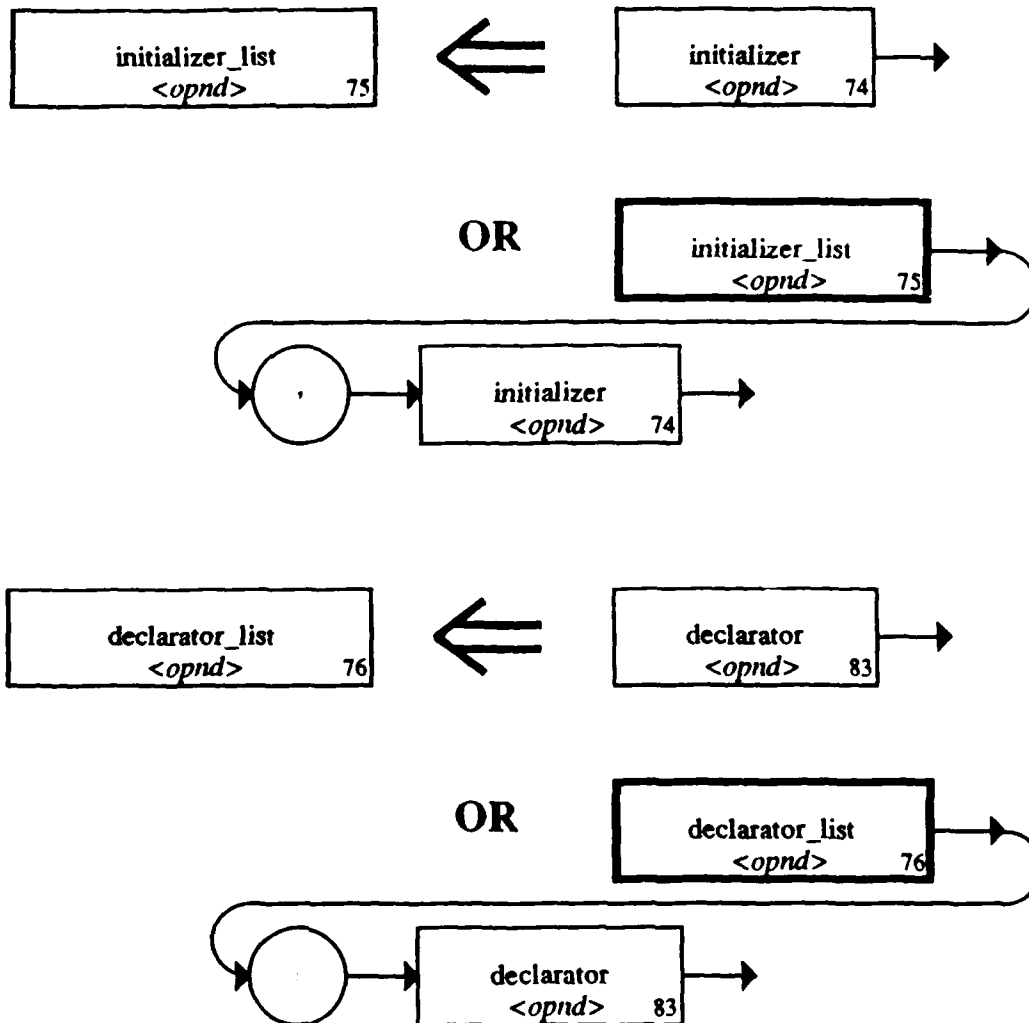 initializer_list
<opnd> 75
initializer
<opnd> 74
OR
initializer_list
<opnd> 75
,
initializer
<opnd> 74
declarator_list
<opnd> 76
declarator
<opnd> 83
OR
declarator_list
<opnd> 76
declarator
<opnd> 83